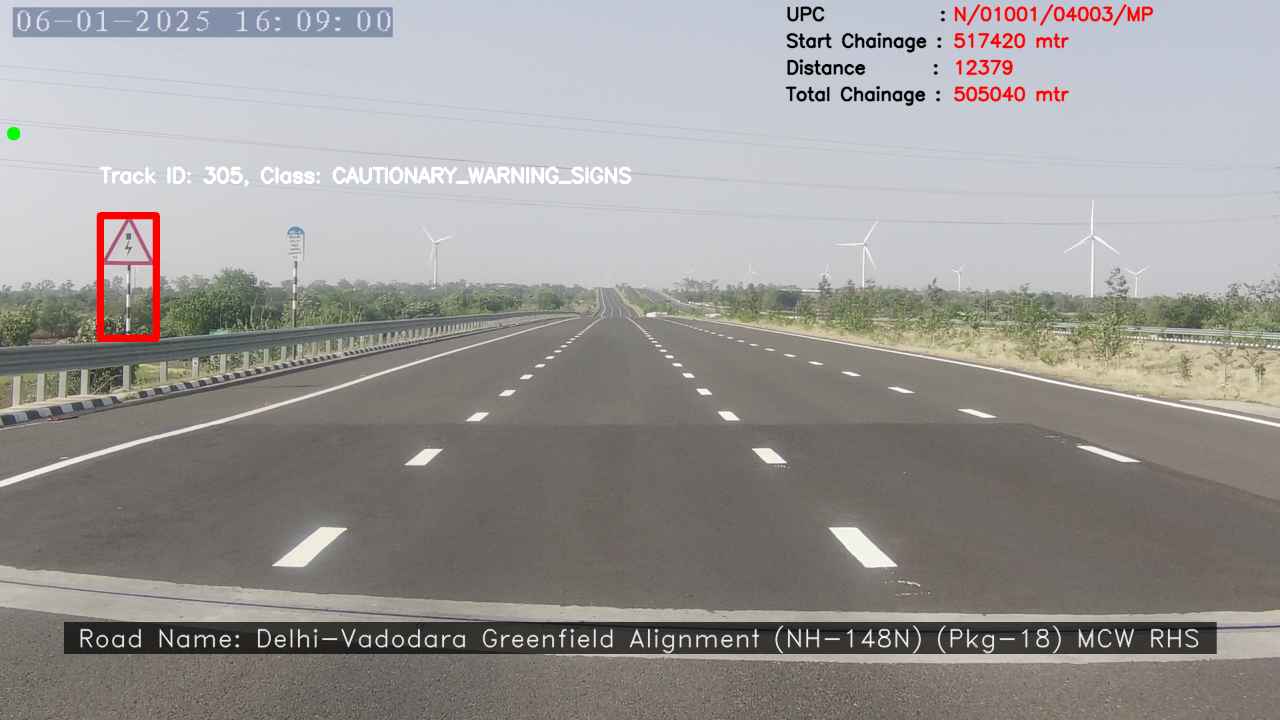 06-01-2025 16:09:00
UPC : N/01001/04003/MP
Start Chainage : 517420 mtr
Distance : 12379
Total Chainage : 505040 mtr
Track ID: 305, Class: CAUTIONARY_WARNING_SIGNS
Road Name: Delhi-Vadodara Greenfield Alignment (NH-148N) (Pkg-18) MCW RHS